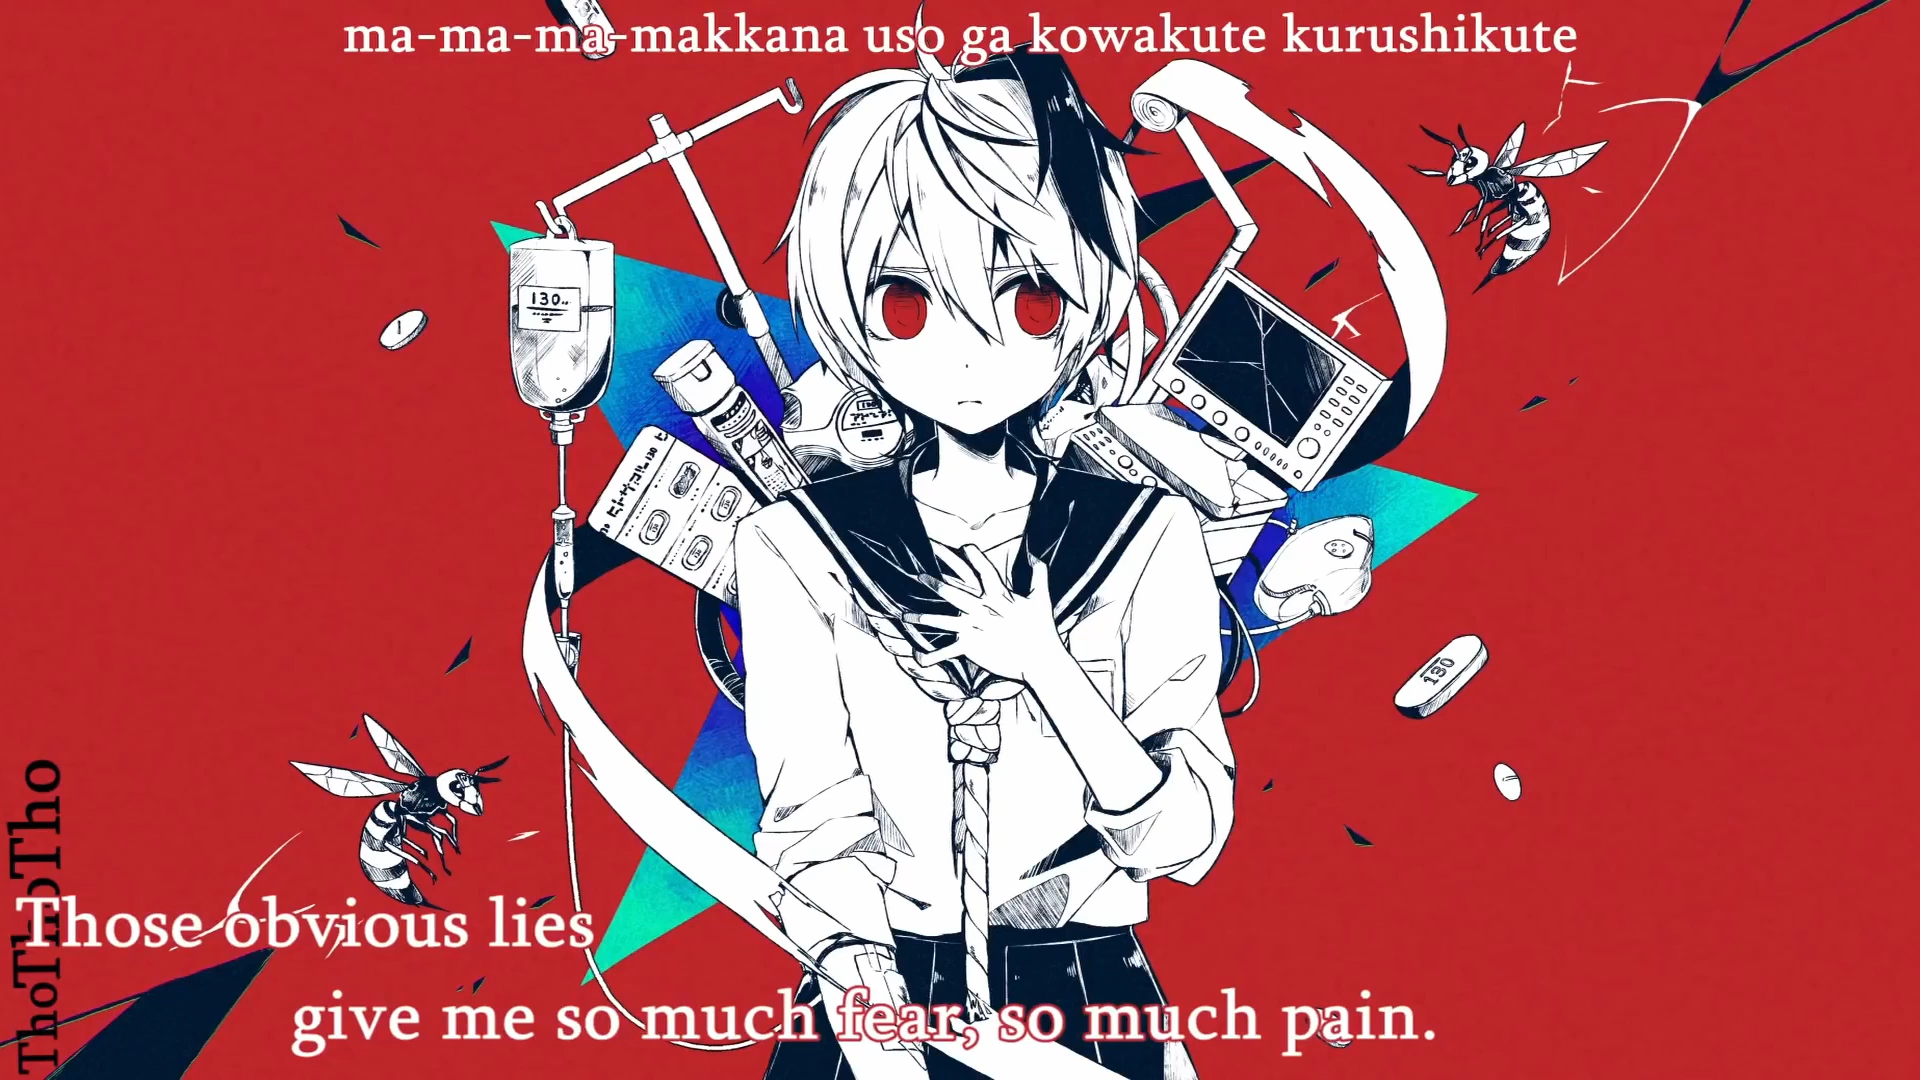 ma-ma-ma-makkana uso ga kowakute kurushikute
130
130
Those obvious lies
give me so much fear, so much pain.
ThoThoTho